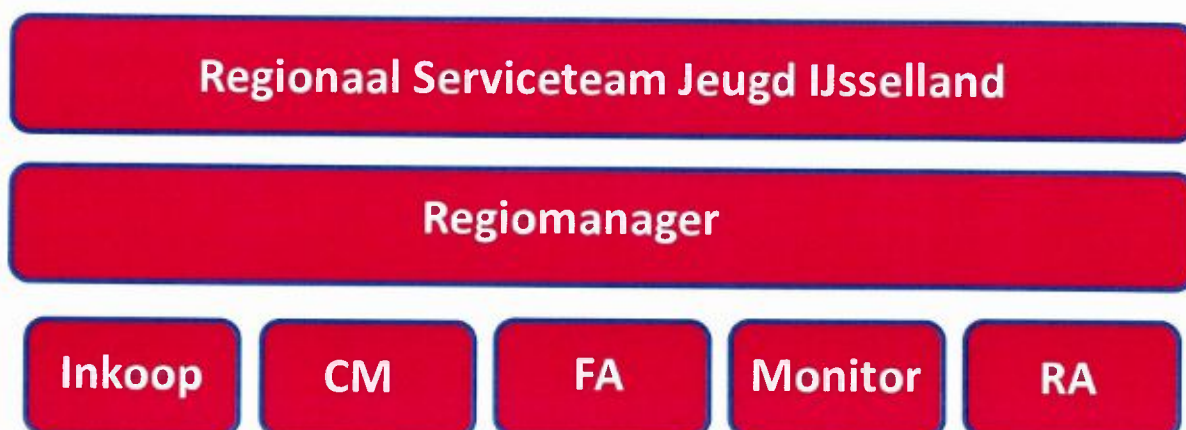 Regionaal Serviceteam Jeugd IJsselland
Regiomanager
Inkoop CM FA Monitor RA